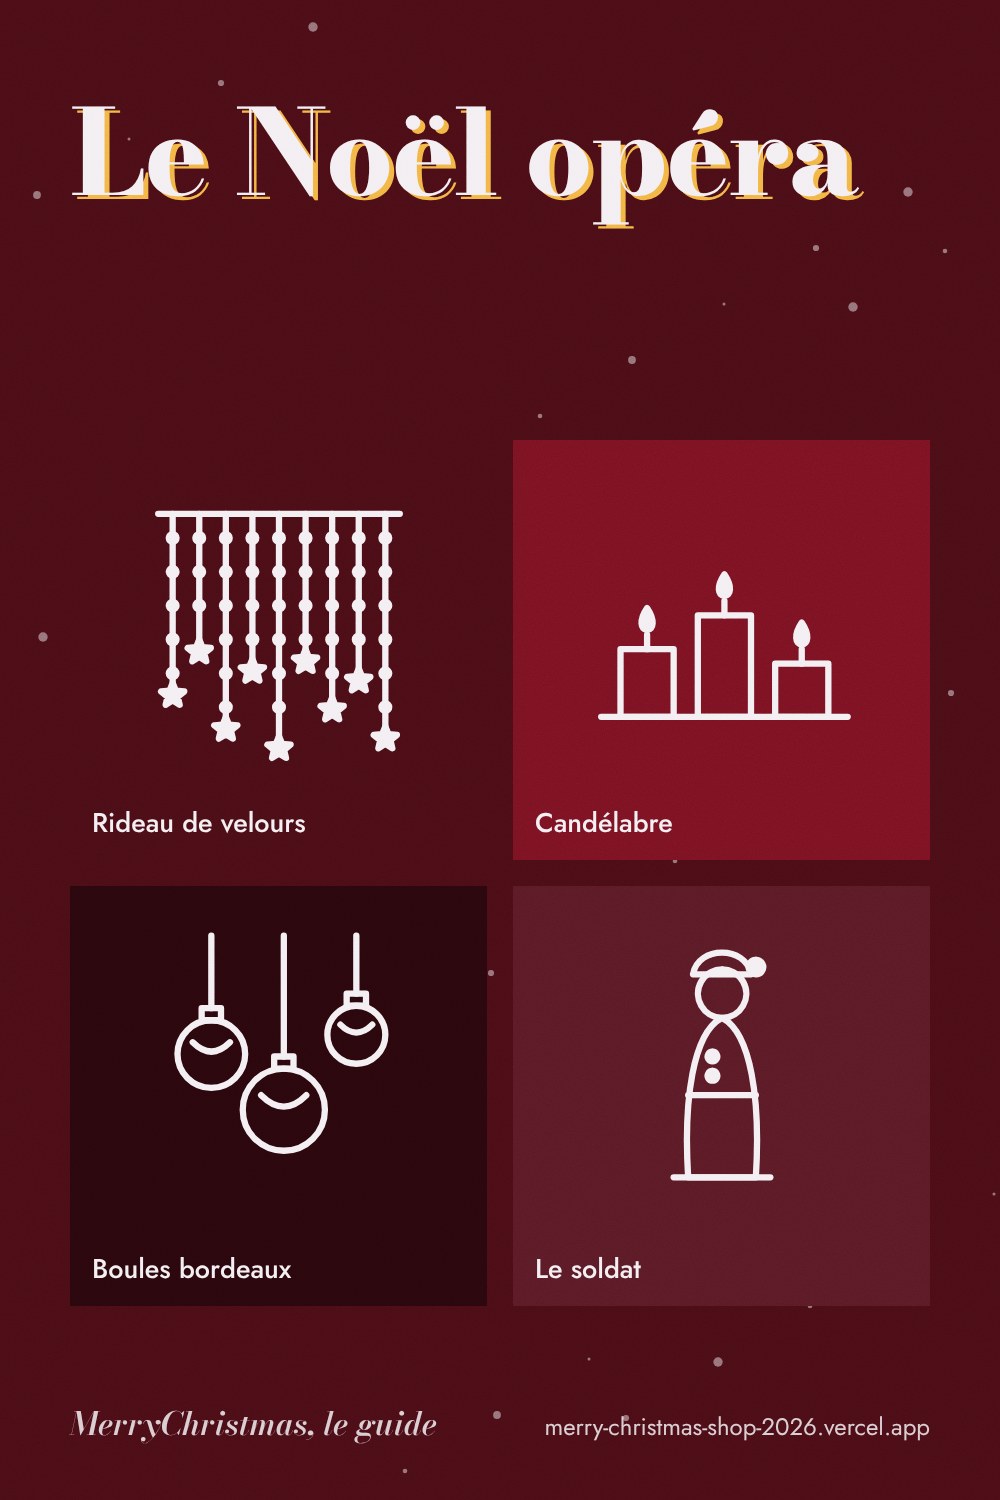 Le Noël opéra
Rideau de velours
Candélabre
Boules bordeaux
Le soldat
MerryChristmas, le guide
merry-christmas-shop-2026.vercel.app